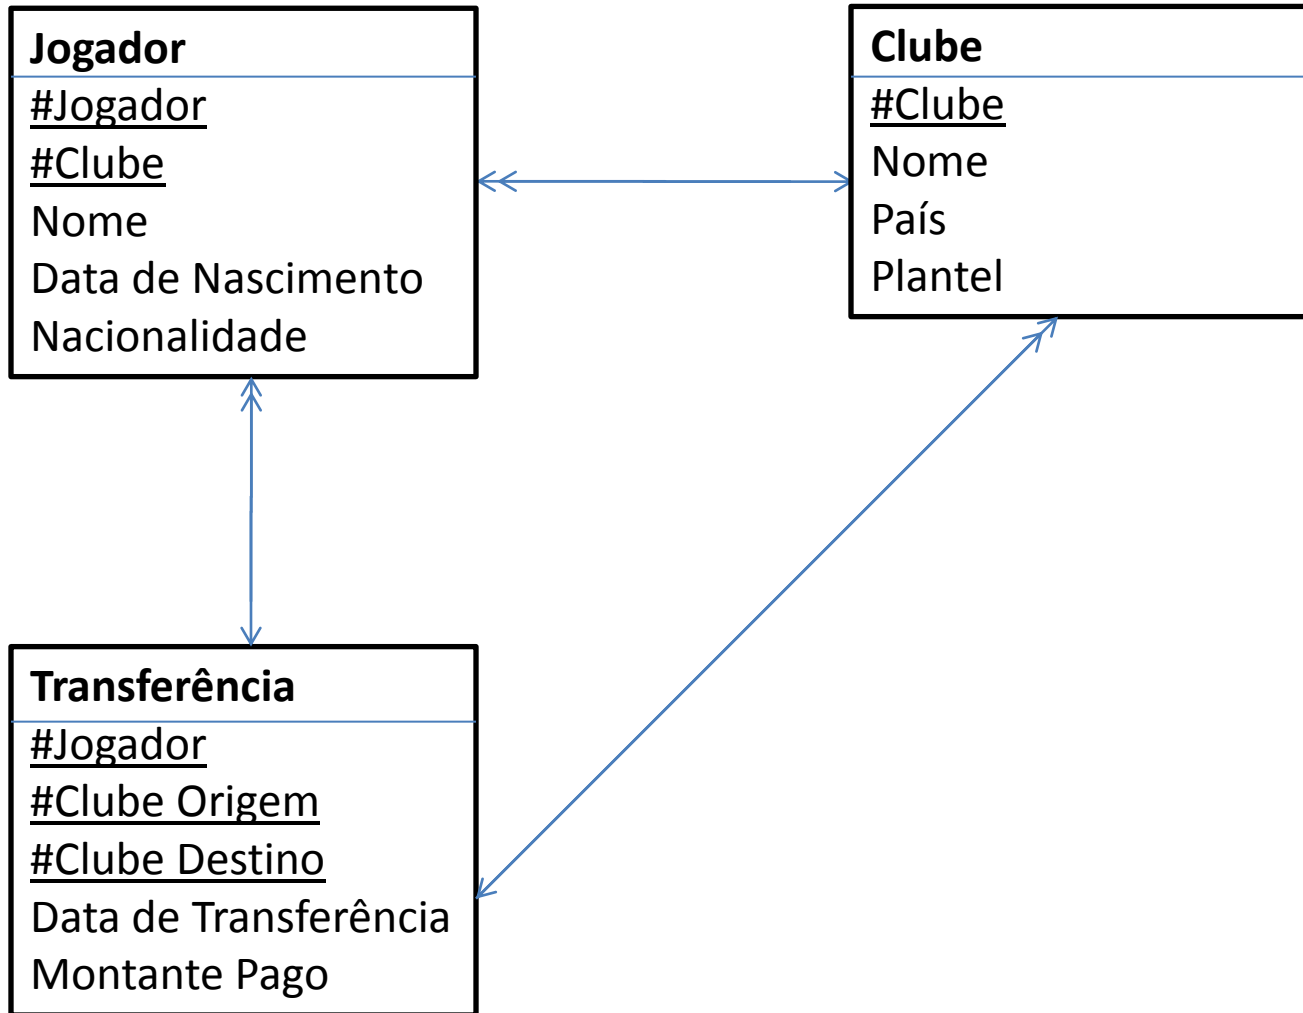 Jogador
#Jogador
#Clube
Nome
Data de Nascimento
Nacionalidade
Clube
#Clube
Nome
País
Plantel
Transferência
#Jogador
#Clube Origem
#Clube Destino
Data de Transferência
Montante Pago